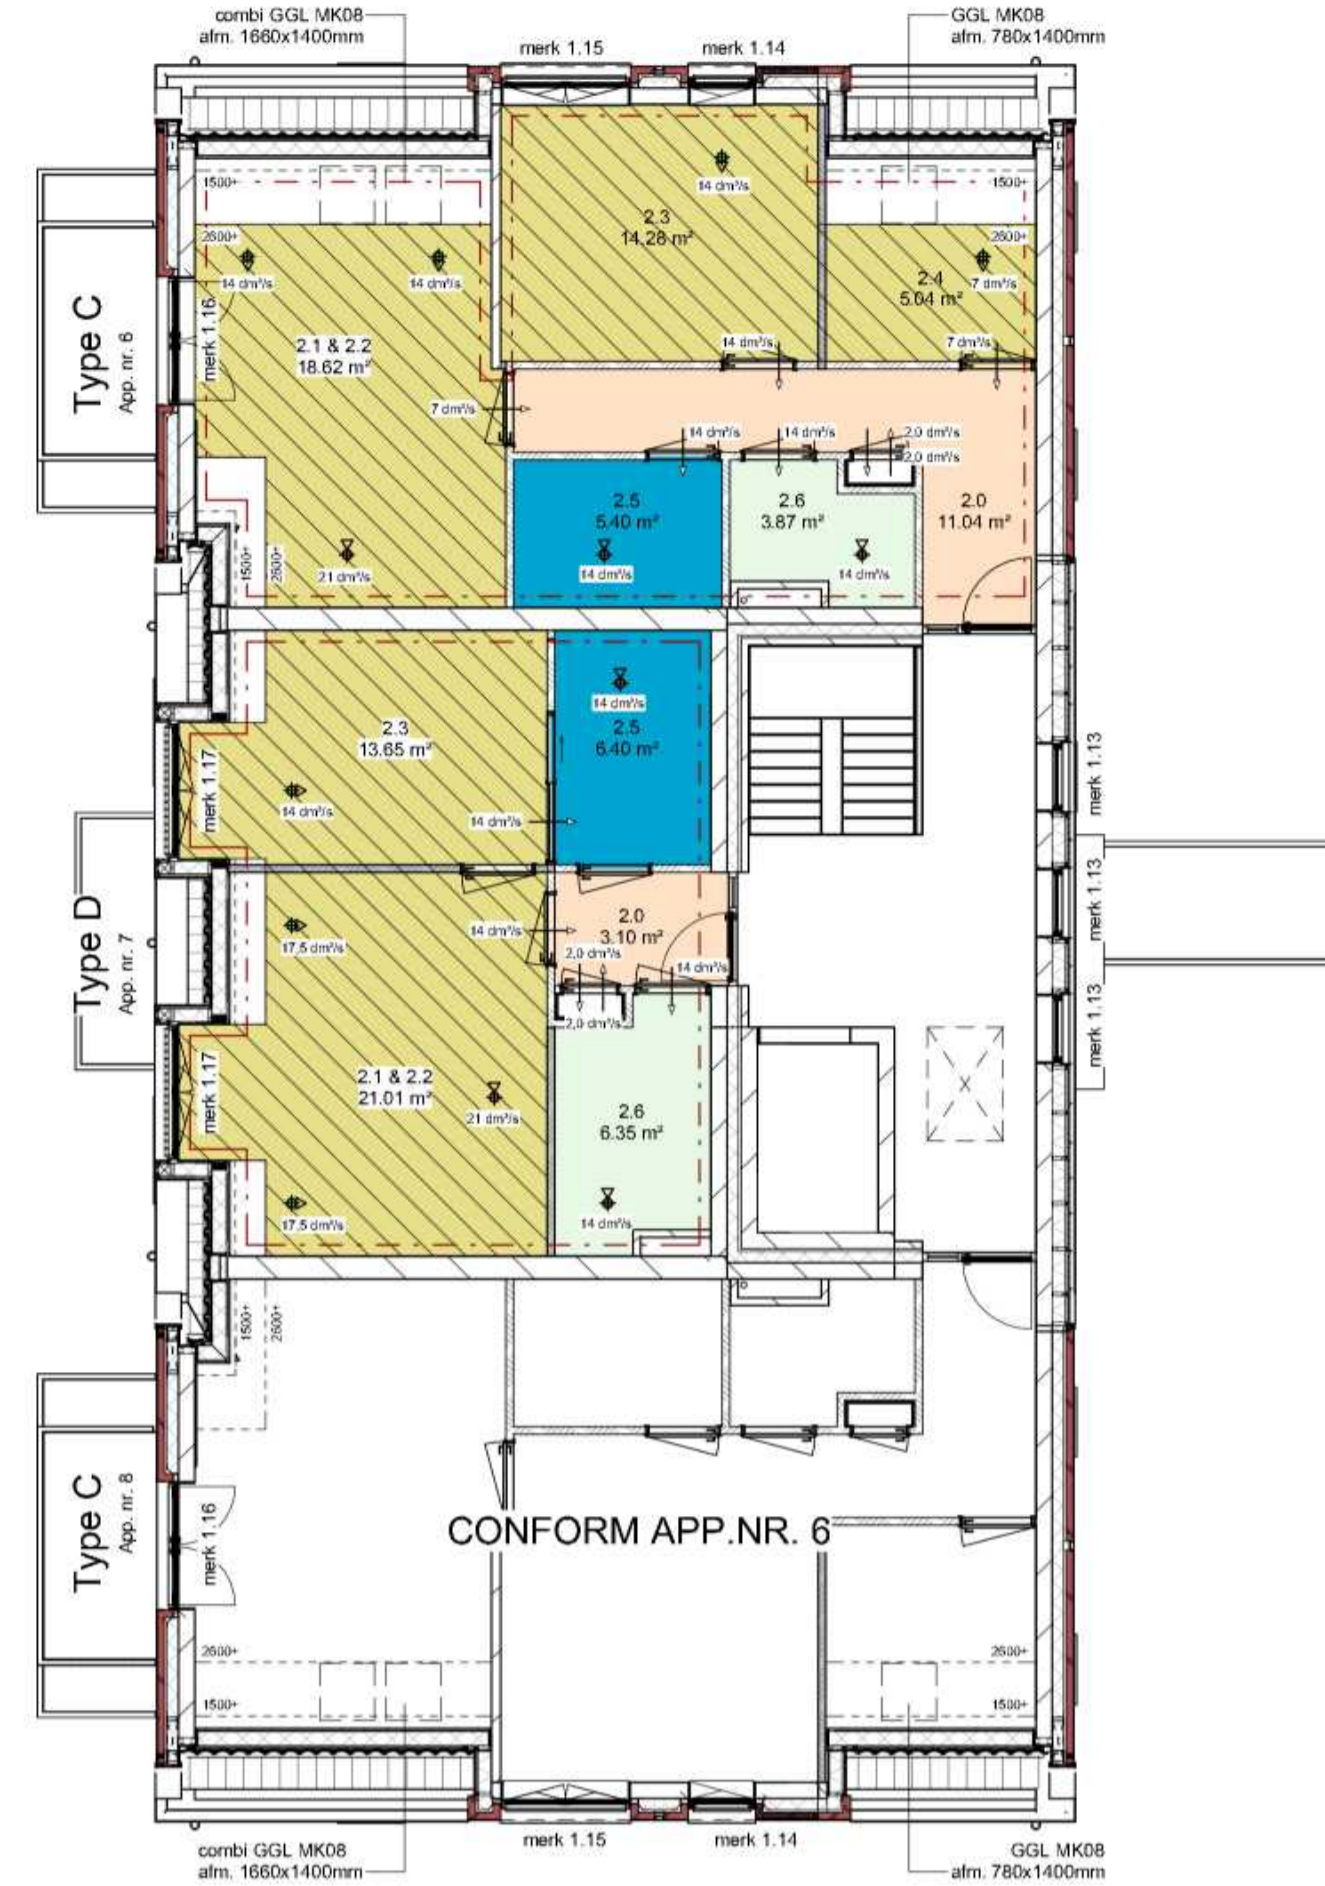 combi GGL MK08
afm. 1660x1400mm
GGL MK08
afm. 780x1400mm
merk 1.15
merk 1.14
1500+
1500+
14 dm³/s
2.3
14.28 m²
2600+
2600+
14 dm³/s
14 dm³/s
2.4
5.04 m²
7 dm³/s
Type C
App. nr. 6
merk 1.16
2.1 & 2.2
18.62 m²
14 dm³/s
7 dm³/s
7 dm³/s
14 dm³/s
14 dm³/s
2,0 dm³/s
2,0 dm³/s
2.5
5.40 m²
2.6
3.87 m²
2.0
11.04 m²
1500+
2600+
21 dm³/s
14 dm³/s
14 dm³/s
14 dm³/s
2.5
6.40 m²
2.3
13.65 m²
merk 1.17
14 dm³/s
14 dm³/s
merk 1.13
merk 1.13
merk 1.13
Type D
App. nr. 7
17,5 dm³/s
14 dm³/s
2.0
3.10 m²
2,0 dm³/s
14 dm³/s
2,0 dm³/s
merk 1.17
2.1 & 2.2
21.01 m²
21 dm³/s
2.6
6.35 m²
17,5 dm³/s
14 dm³/s
1500+
2600+
Type C
App. nr. 8
merk 1.16
CONFORM APP.NR. 6
2600+
2600+
1500+
1500+
merk 1.15
merk 1.14
combi GGL MK08
afm. 1660x1400mm
GGL MK08
afm. 780x1400mm